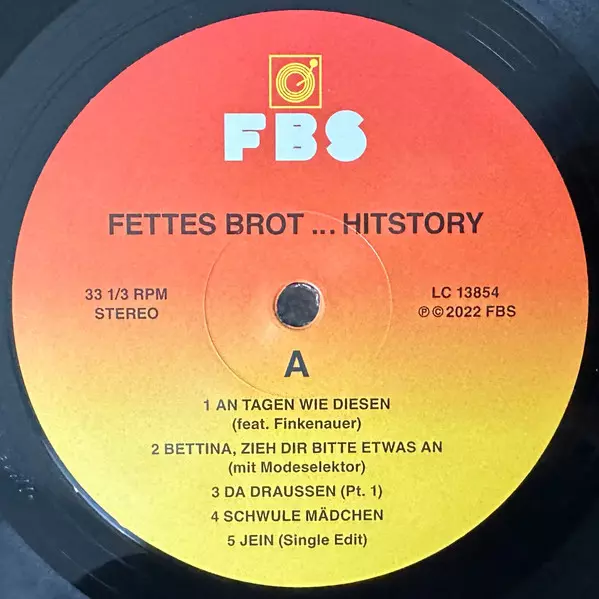 FBS
FETTES BROT ... HITSTORY
33 1/3 RPM
STEREO
LC 13854
℗ © 2022 FBS
A
1 AN TAGEN WIE DIESEN
(feat. Finkenauer)
2 BETTINA, ZIEH DIR BITTE ETWAS AN
(mit Modeselektor)
3 DA DRAUSSEN (Pt. 1)
4 SCHWULE MÄDCHEN
5 JEIN (Single Edit)